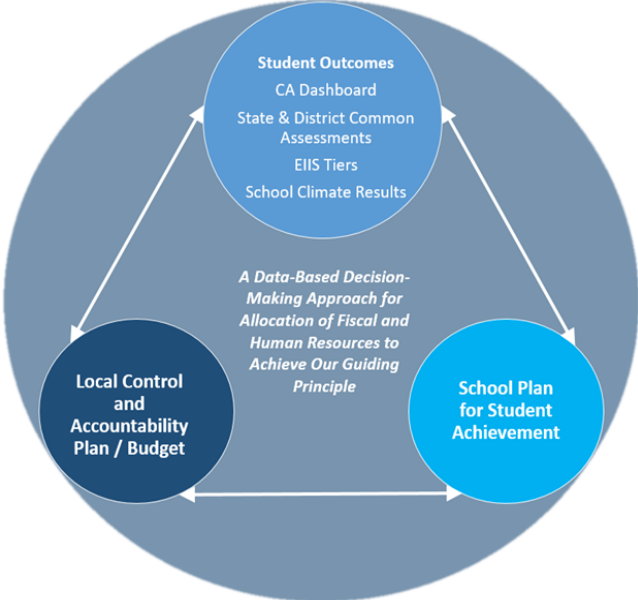 Student Outcomes
CA Dashboard
State & District Common
Assessments
EIIS Tiers
School Climate Results
A Data-Based Decision-
Making Approach for
Allocation of Fiscal and
Human Resources to
Achieve Our Guiding
Principle
Local Control
and
Accountability
Plan / Budget
School Plan
for Student
Achievement